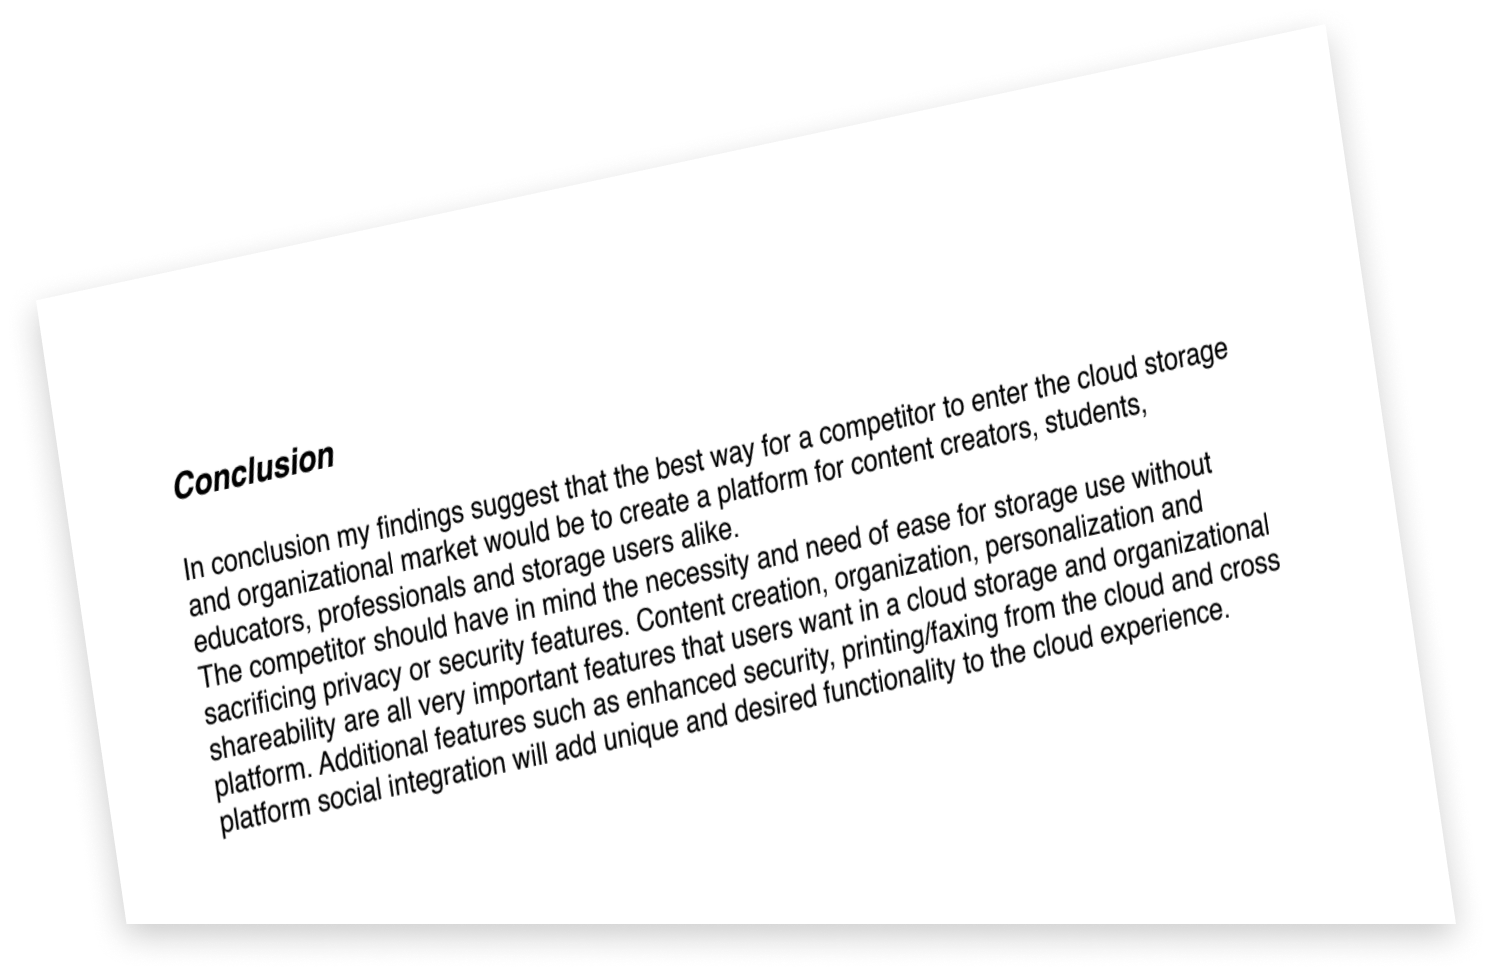 Conclusion
In conclusion my findings suggest that the best way for a competitor to enter the cloud storage
and organizational market would be to create a platform for content creators, students,
educators, professionals and storage users alike.
The competitor should have in mind the necessity and need of ease for storage use without
sacrificing privacy or security features. Content creation, organization, personalization and
shareability are all very important features that users want in a cloud storage and organizational
platform. Additional features such as enhanced security, printing/faxing from the cloud and cross
platform social integration will add unique and desired functionality to the cloud experience.